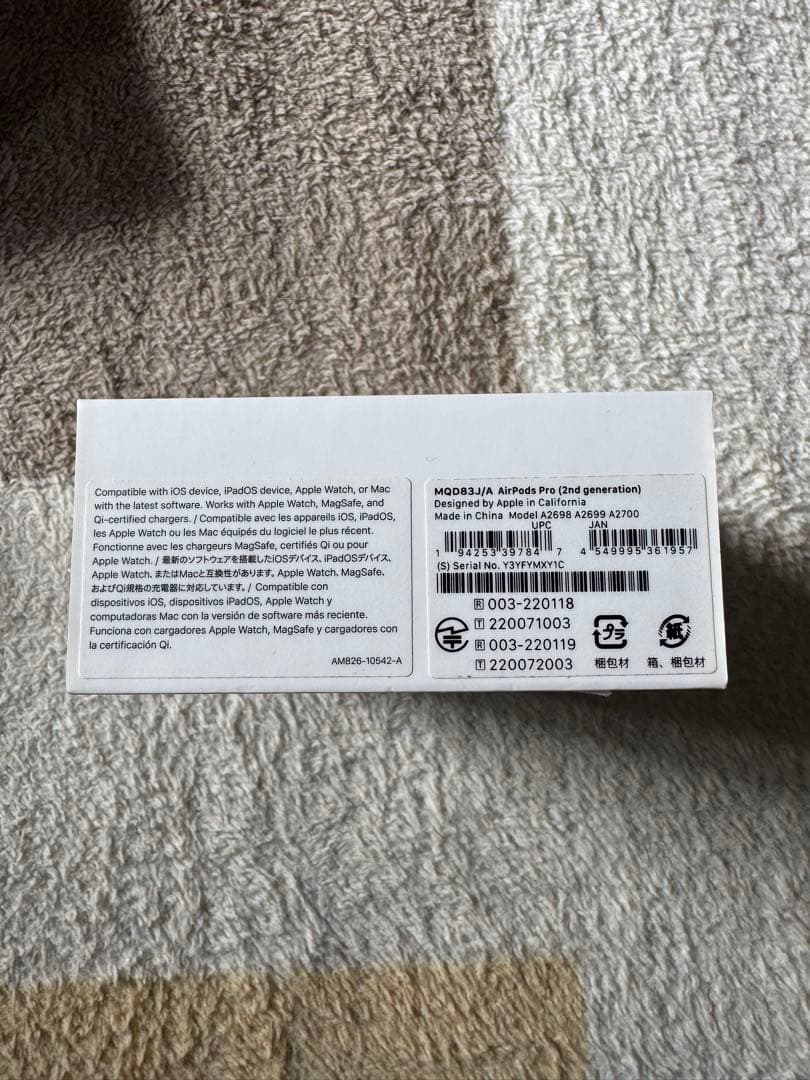 Compatible with iOS device, iPadOS device, Apple Watch, or Mac
with the latest software. Works with Apple Watch, MagSafe, and
Qi-certified chargers. / Compatible avec les appareils iOS, iPadOS,
les Apple Watch ou les Mac équipés du logiciel le plus récent.
Fonctionne avec les chargeurs MagSafe, certifiés Qi ou pour
Apple Watch. / 最新のソフトウェアを搭載したiOSデバイス、iPadOSデバイス、
Apple Watch、またはMacと互換性があります。Apple Watch、MagSafe、
およびQi規格の充電器に対応しています。/ Compatible con
dispositivos iOS, dispositivos iPadOS, Apple Watch y
computadoras Mac con la versión de software más reciente.
Funciona con cargadores Apple Watch, MagSafe y cargadores con
la certificación Qi.
AM826-10542-A
MQD83J/A AirPods Pro (2nd generation)
Designed by Apple in California
Made in China Model A2698 A2699 A2700
UPC JAN
1 94253 39784 7 4 549995 361957
(S) Serial No. Y3YFYMXY1C
R 003-220118
T 220071003
R 003-220119
T 220072003
プラ 紙
梱包材 箱、梱包材